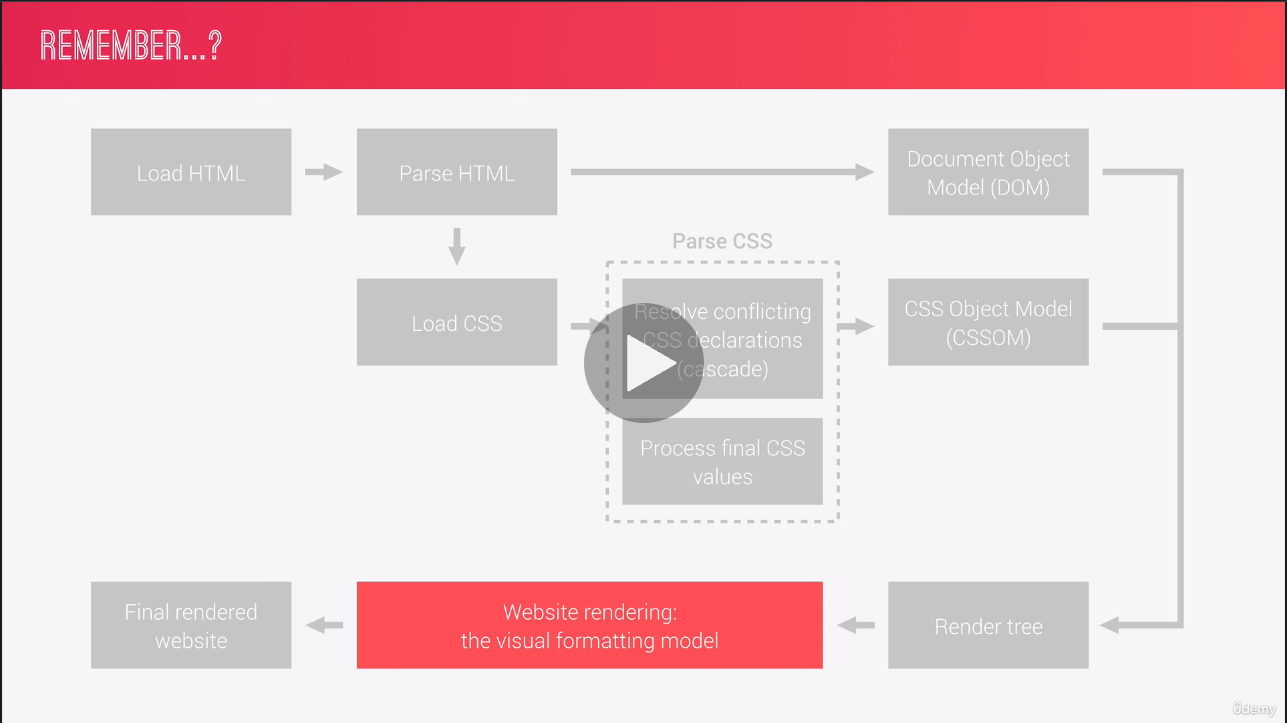 REMEMBER...?
Load HTML
Parse HTML
Document Object
Model (DOM)
Parse CSS
Load CSS
Resolve conflicting
CSS declarations
(cascade)
CSS Object Model
(CSSOM)
Process final CSS
values
Final rendered
website
Website rendering:
the visual formatting model
Render tree
ûdemy